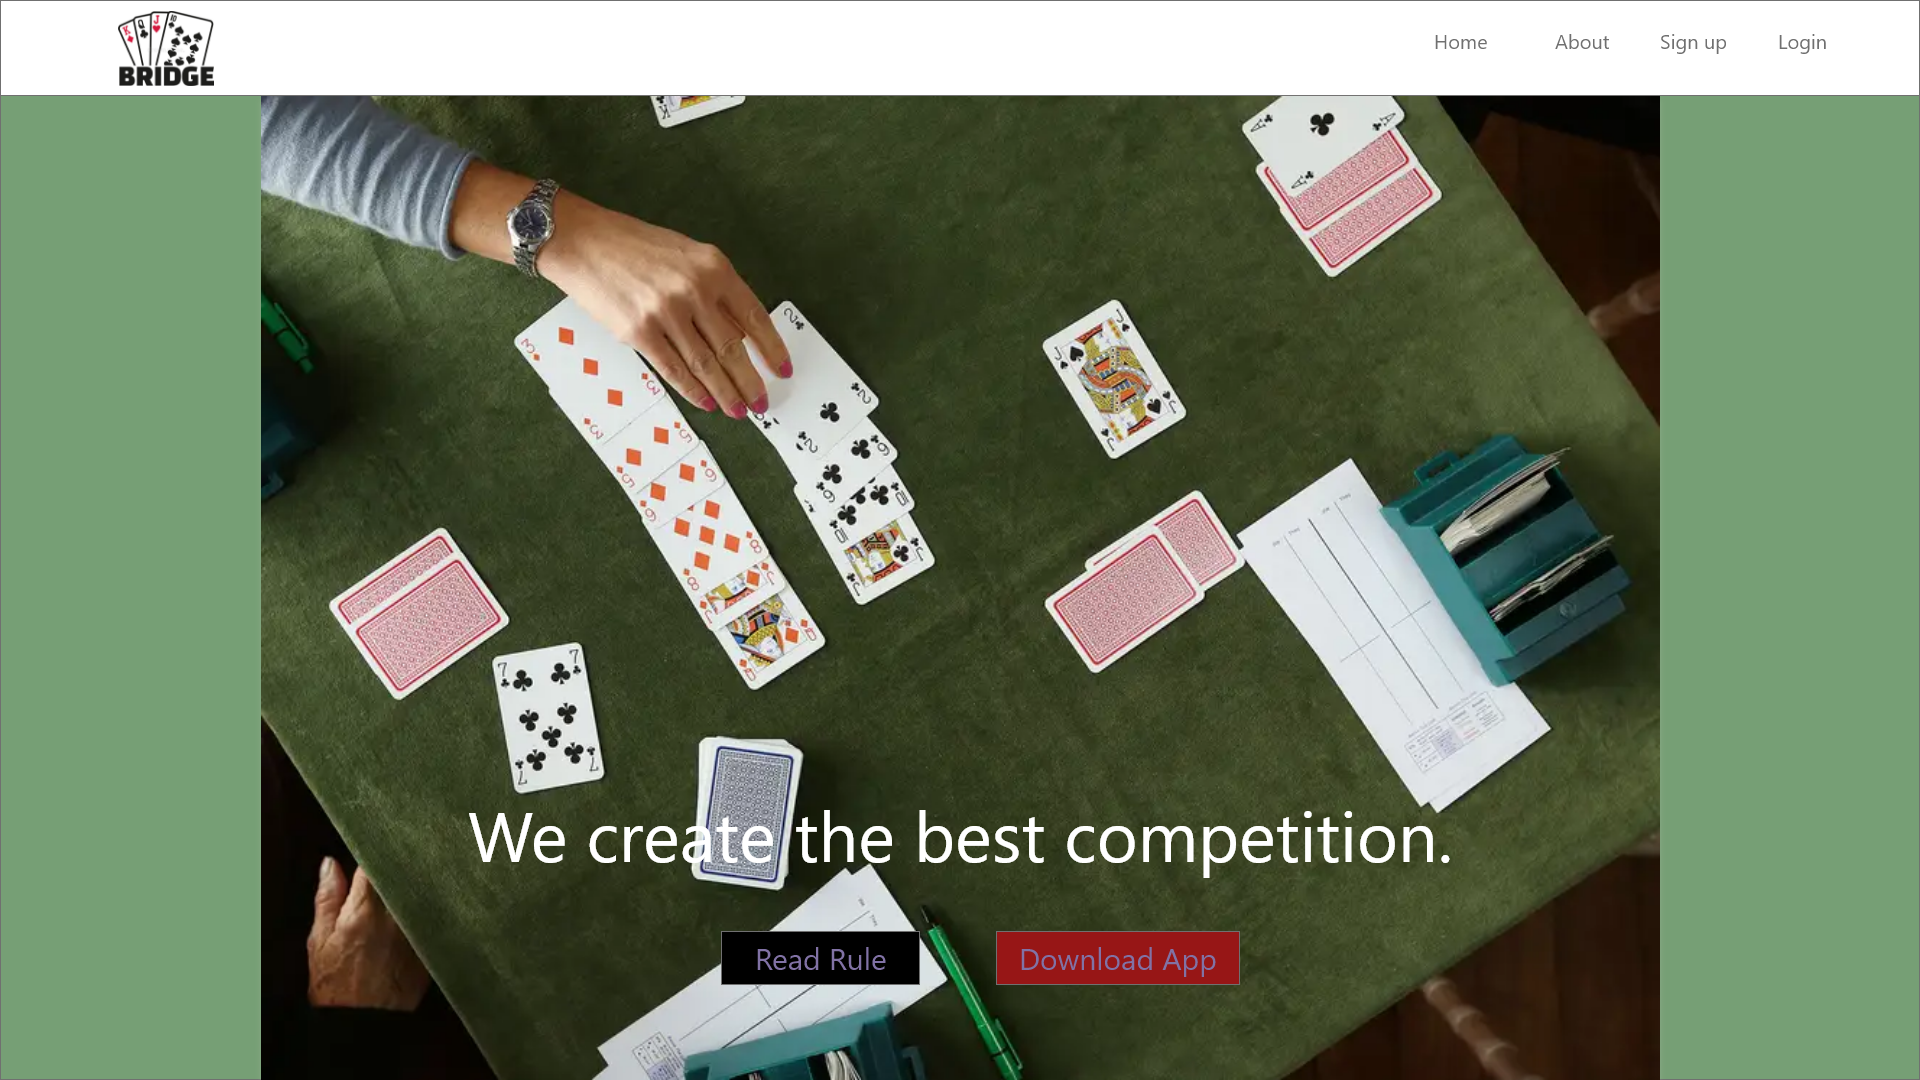 BRIDGE
Home About Sign up Login
We create the best competition.
Read Rule Download App